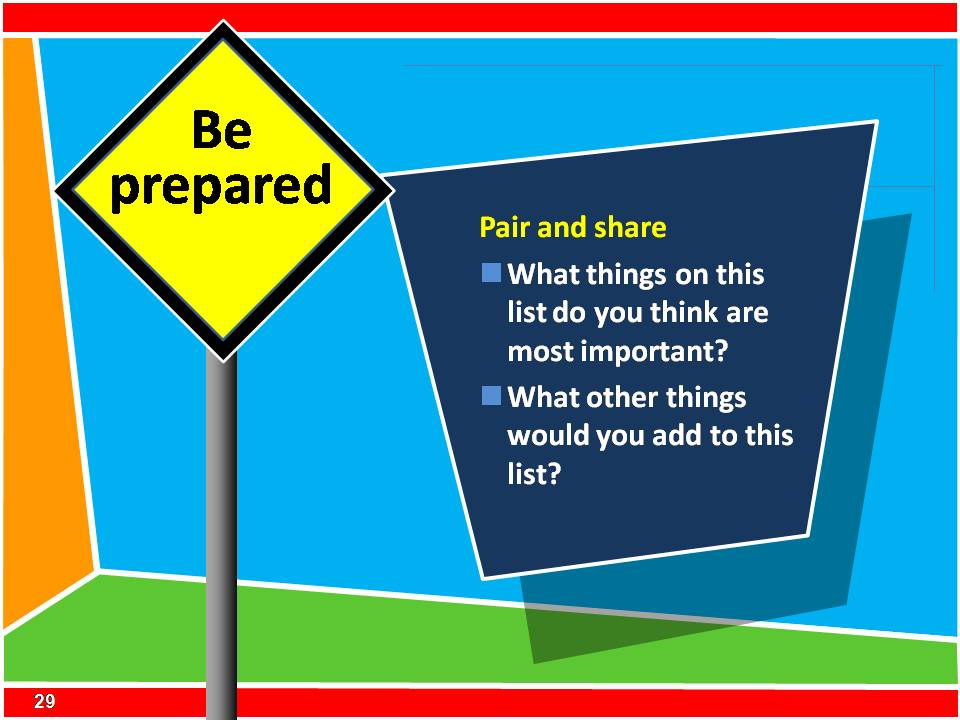 Be
prepared
Pair and share
What things on this
list do you think are
most important?
What other things
would you add to this
list?
29